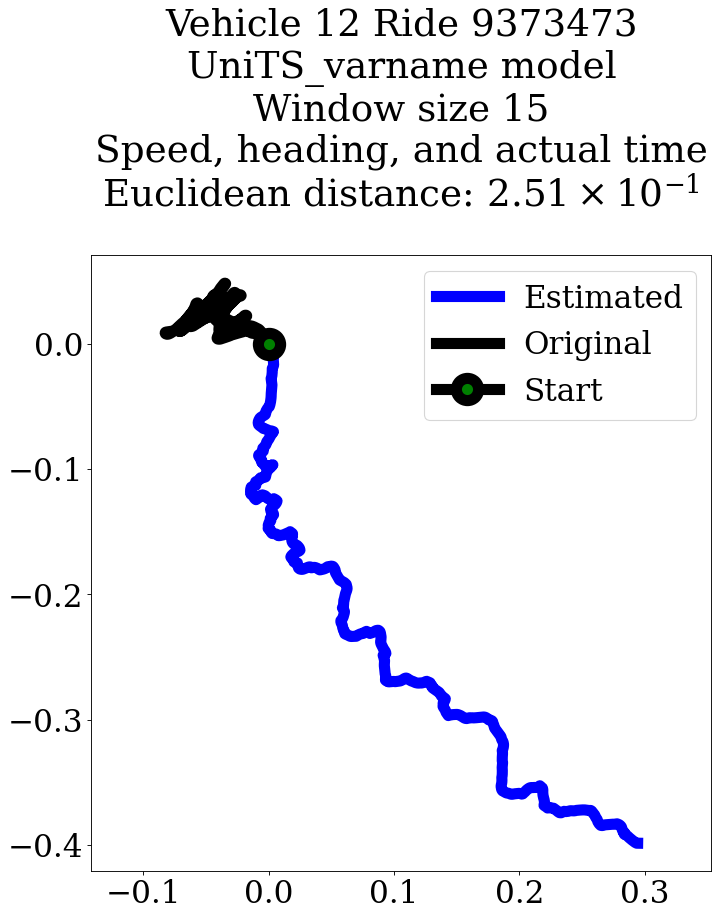 Vehicle 12 Ride 9373473
UniTS_varname model
Window size 15
Speed, heading, and actual time
Euclidean distance: 2.51 × 10⁻¹
Estimated
Original
Start
0.0
−0.1
−0.2
−0.3
−0.4
−0.1 0.0 0.1 0.2 0.3